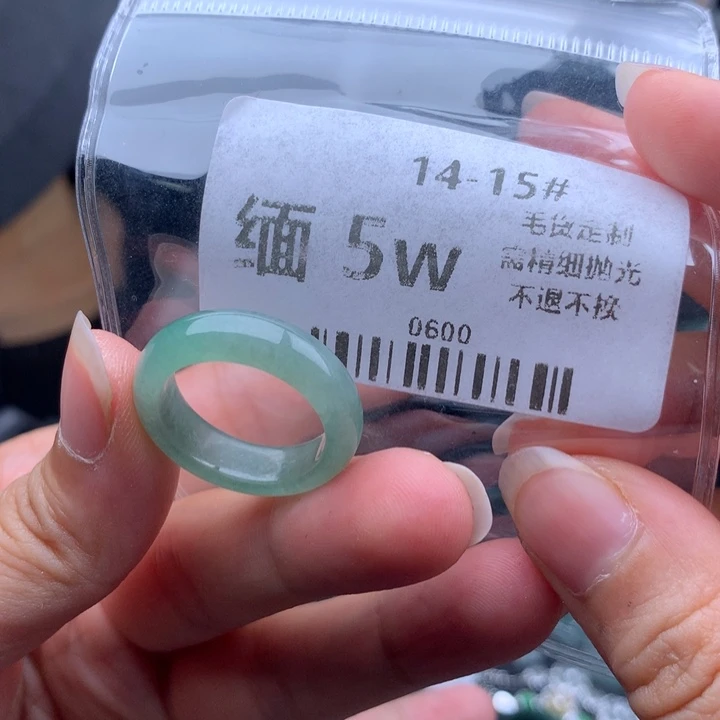 14-15#
缅 5w
毛货定制
需精细抛光
不退不换
0600